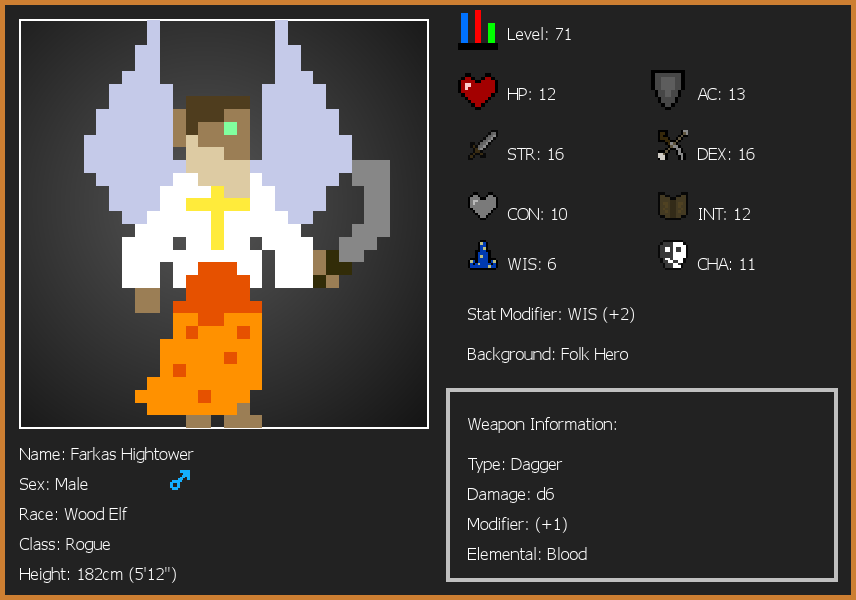 Level: 71
HP: 12
AC: 13
STR: 16
DEX: 16
CON: 10
INT: 12
WIS: 6
CHA: 11
Stat Modifier: WIS (+2)
Background: Folk Hero
Weapon Information:
Type: Dagger
Damage: d6
Modifier: (+1)
Elemental: Blood
Name: Farkas Hightower
Sex: Male
Race: Wood Elf
Class: Rogue
Height: 182cm (5'12")